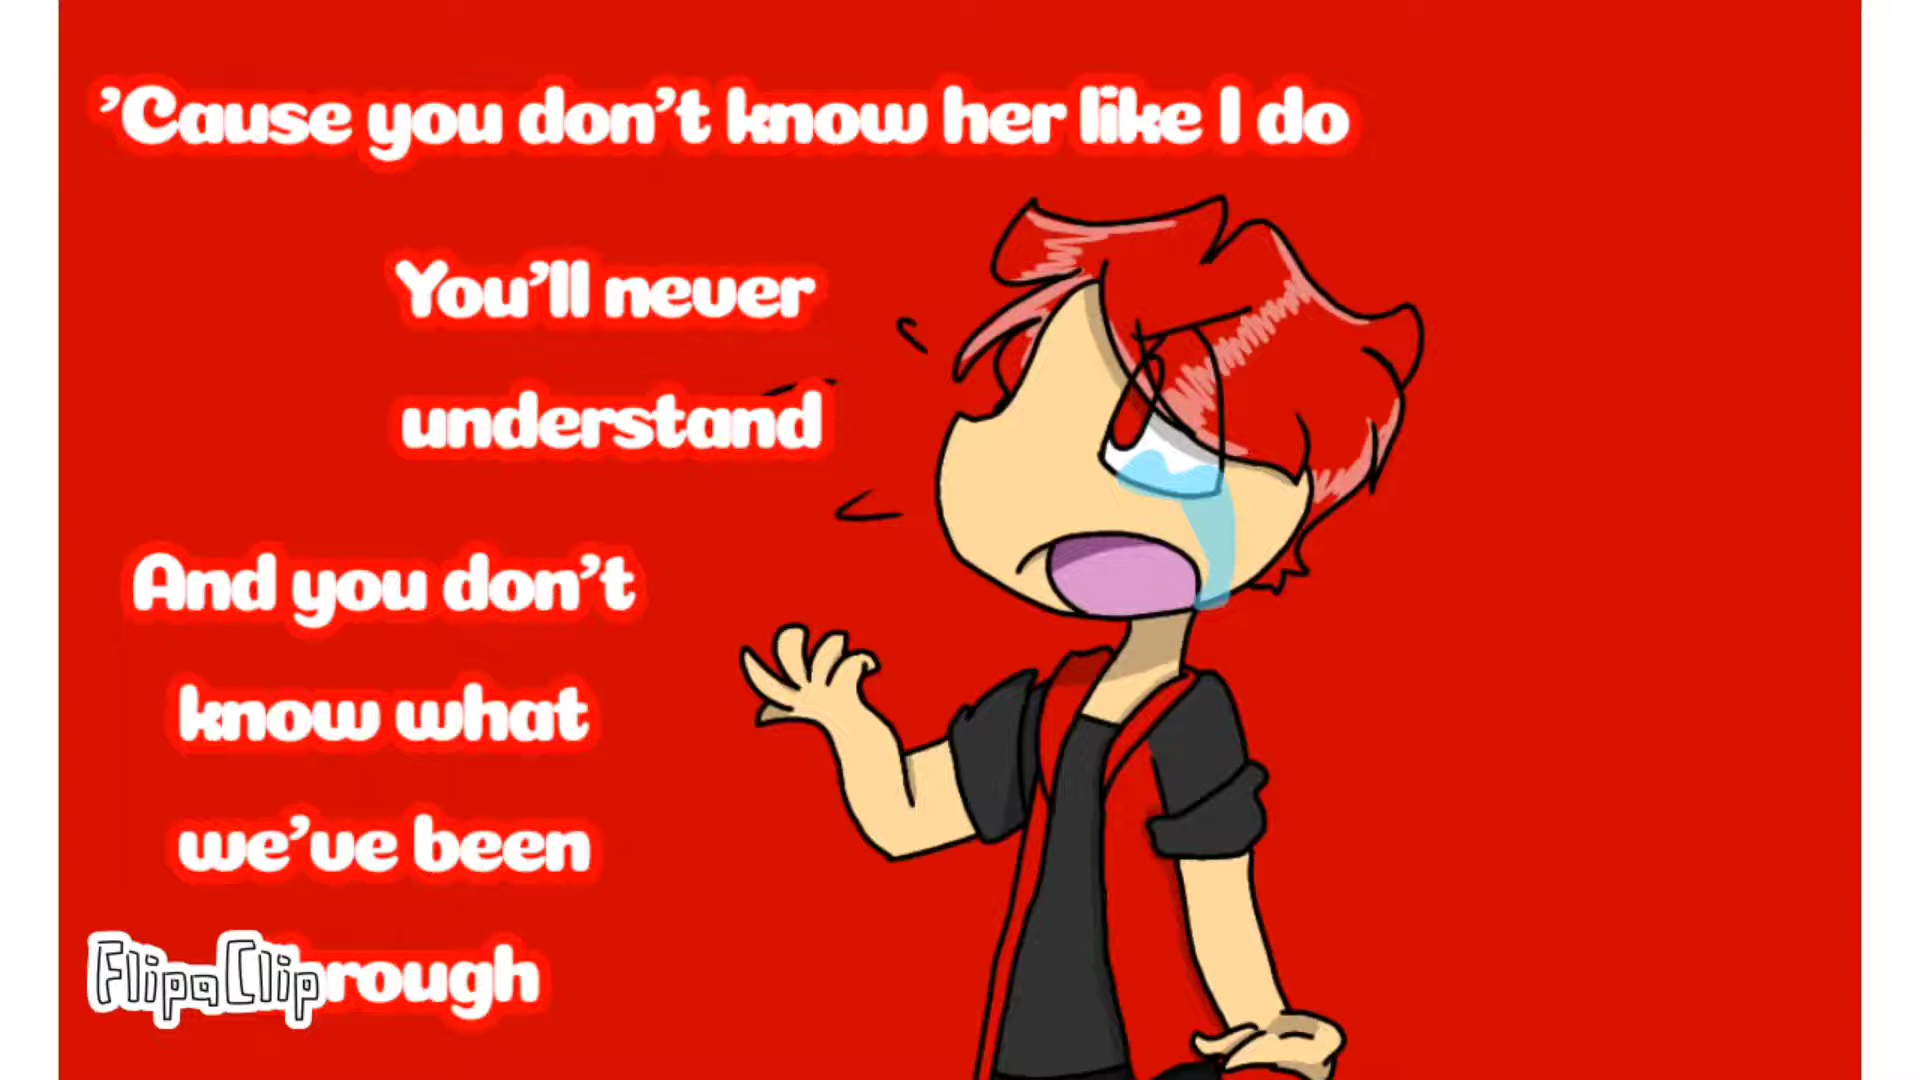 ’Cause you don’t know her like I do
You’ll never
understand
And you don’t
know what
we’ve been
rough
FlipaClip